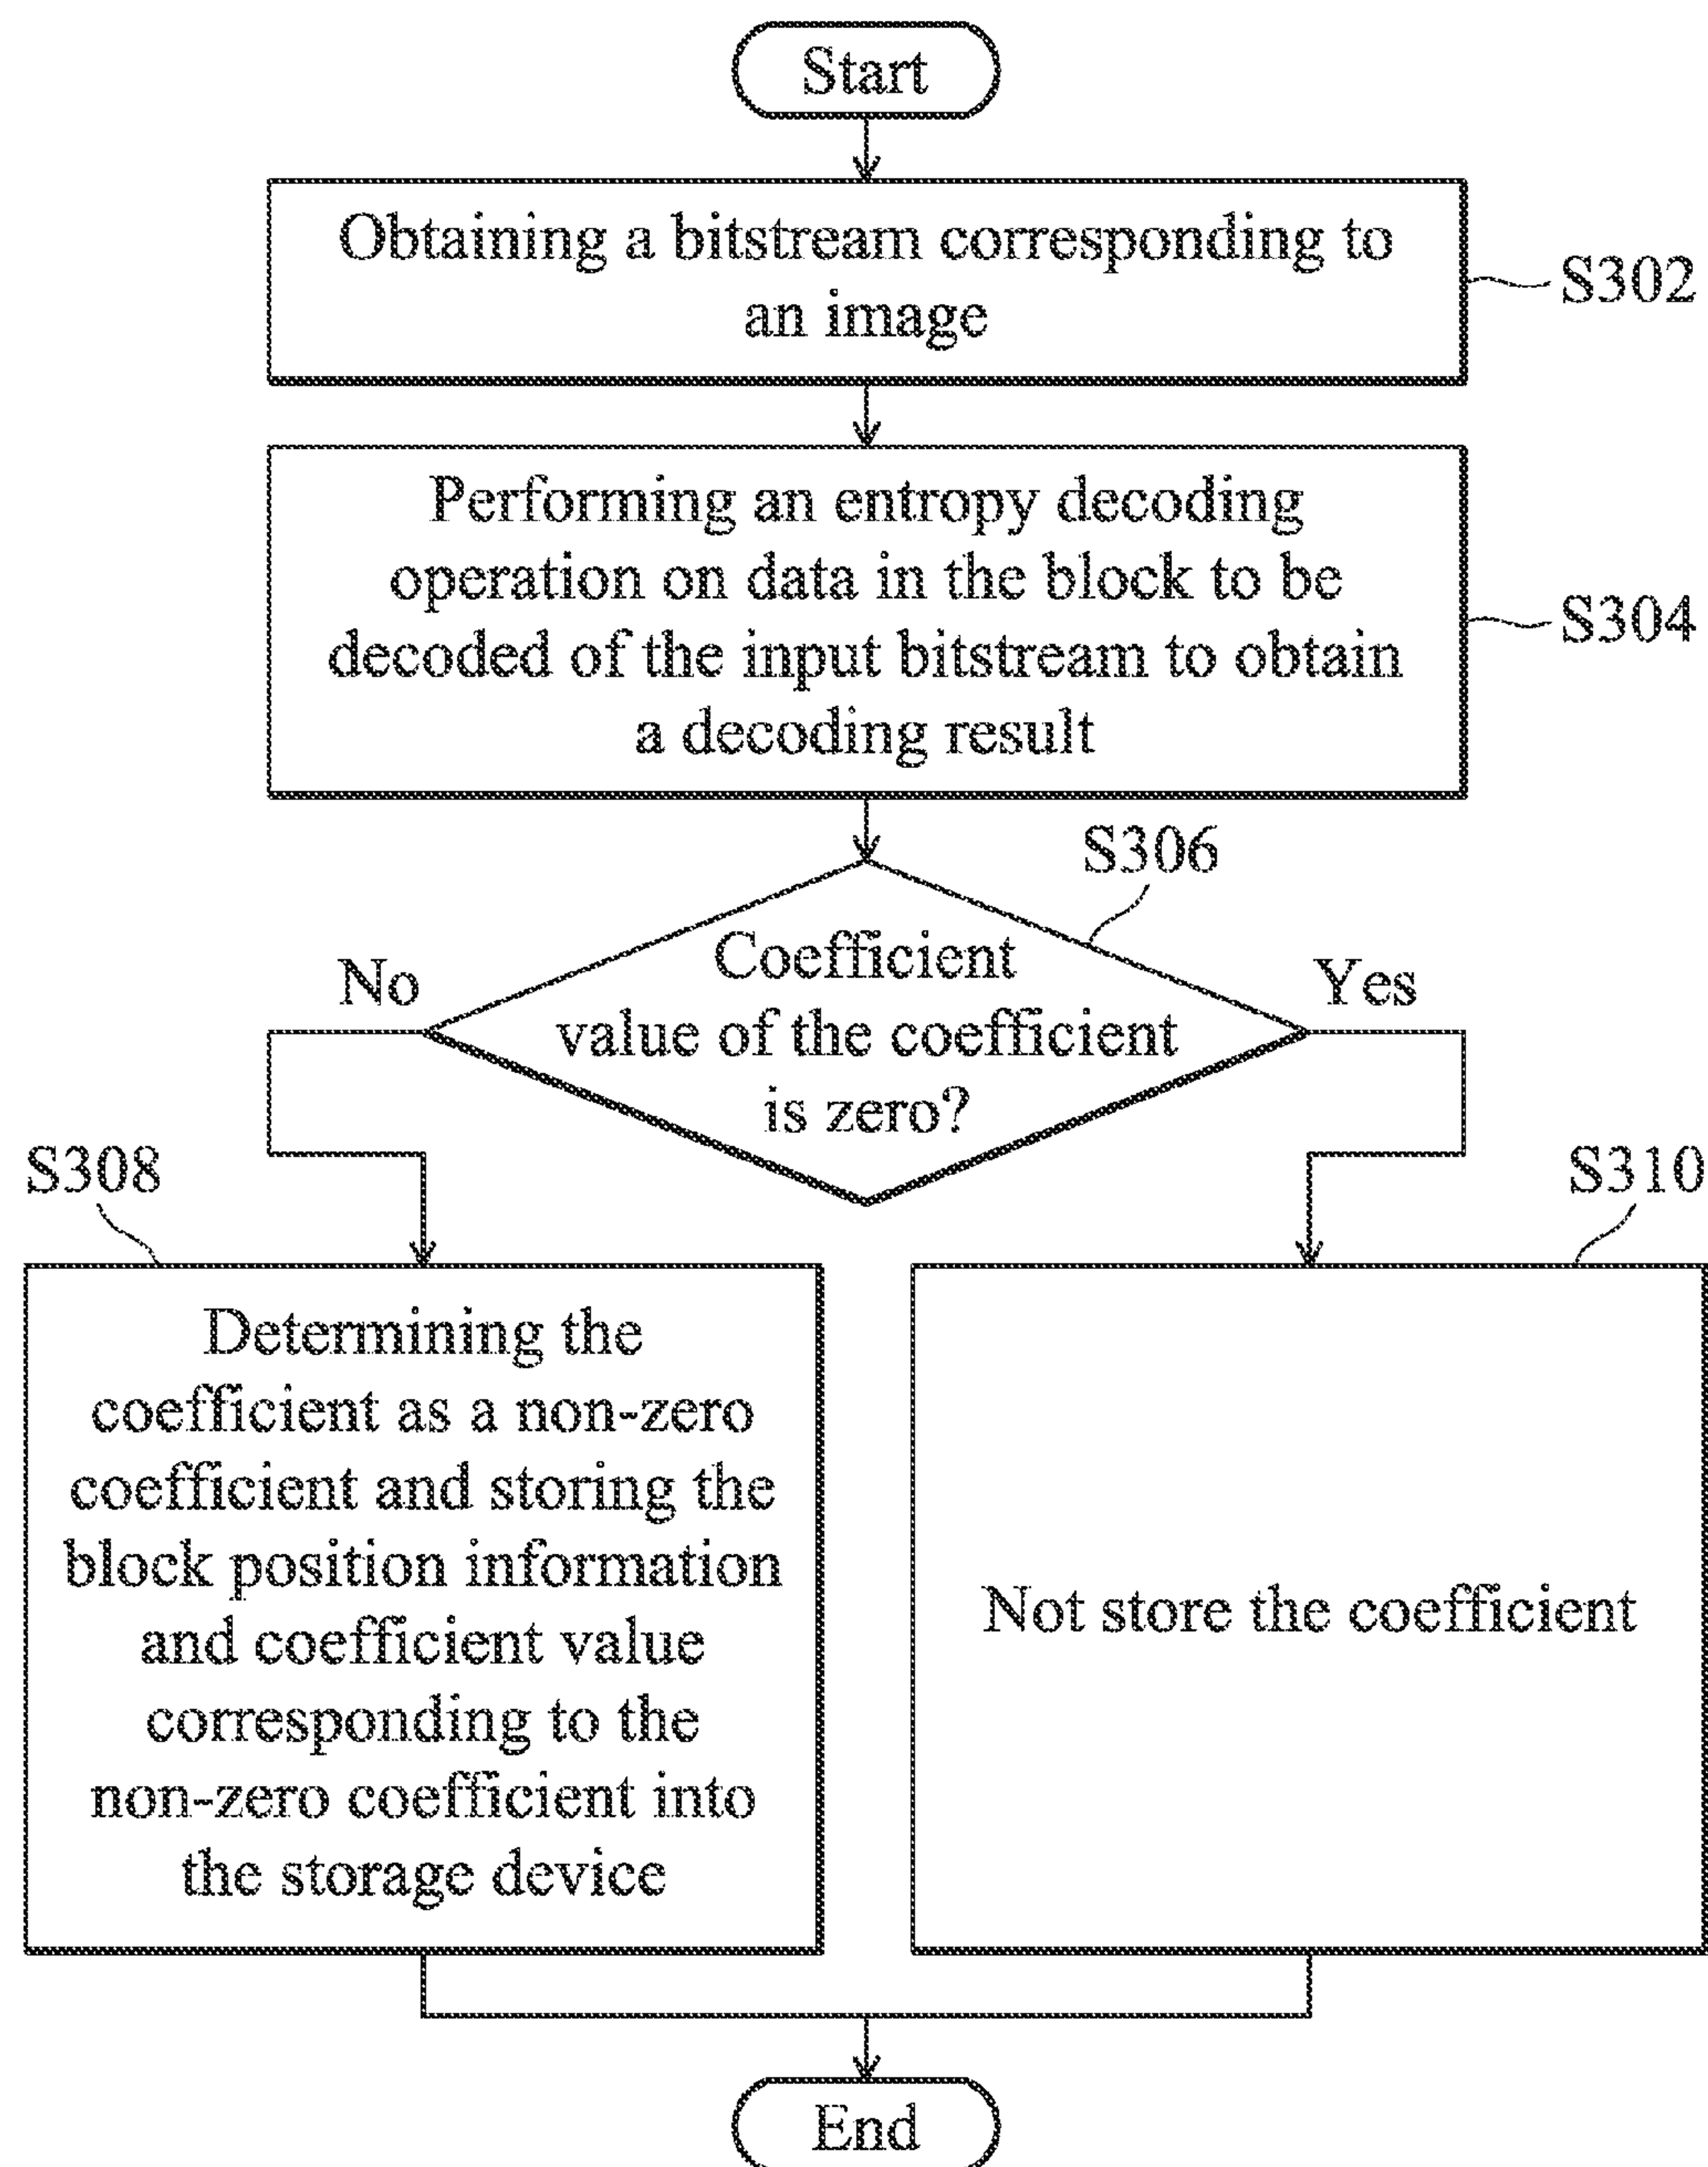 Start
Obtaining a bitstream corresponding to
an image
S302
Performing an entropy decoding
operation on data in the block to be
decoded of the input bitstream to obtain
a decoding result
S304
S306
Coefficient
value of the coefficient
is zero?
No
Yes
S308
S310
Determining the
coefficient as a non-zero
coefficient and storing the
block position information
and coefficient value
corresponding to the
non-zero coefficient into
the storage device
Not store the coefficient
End